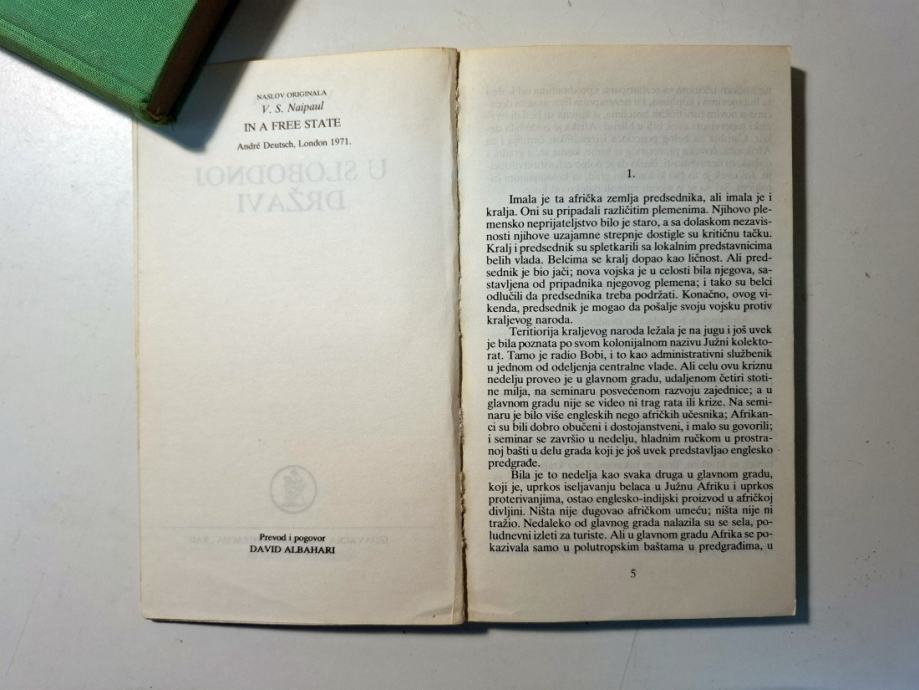 NASLOV ORIGINALA
V. S. Naipaul
IN A FREE STATE
André Deutsch, London 1971.
U SLOBODNOJ
DRŽAVI
Prevod i pogovor
DAVID ALBAHARI
1.
Imala je ta afrička zemlja predsednika, ali imala je i
kralja. Oni su pripadali različitim plemenima. Njihovo ple-
mensko neprijateljstvo bilo je staro, a sa dolaskom nezavis-
nosti njihove uzajamne strepnje dostigle su kritičnu tačku.
Kralj i predsednik su spletkarili sa lokalnim predstavnicima
belih vlada. Belcima se kralj dopao kao ličnost. Ali pred-
sednik je bio jači; nova vojska je u celosti bila njegova, sa-
stavljena od pripadnika njegovog plemena; i tako su belci
odlučili da predsednika treba podržati. Konačno, ovog vi-
kenda, predsednik je mogao da pošalje svoju vojsku protiv
kraljevog naroda.
Teritiorija kraljevog naroda ležala je na jugu i još uvek
je bila poznata po svom kolonijalnom nazivu Južni kolekto-
rat. Tamo je radio Bobi, i to kao administrativni službenik
u jednom od odeljenja centralne vlade. Ali celu ovu kriznu
nedelju proveo je u glavnom gradu, udaljenom četiri stoti-
ne milja, na seminaru posvećenom razvoju zajednice; a u
glavnom gradu nije se video ni trag rata ili krize. Na semi-
naru je bilo više engleskih nego afričkih učesnika; Afrikan-
ci su bili dobro obučeni i dostojanstveni, i malo su govorili;
i seminar se završio u nedelju, hladnim ručkom u prostra-
noj bašti u delu grada koji je još uvek predstavljao englesko
predgrađe.
Bila je to nedelja kao svaka druga u glavnom gradu,
koji je, uprkos iseljavanju belaca u Južnu Afriku i uprkos
proterivanjima, ostao englesko-indijski proizvod u afričkoj
divljini. Ništa nije dugovao afričkom umeću; ništa nije ni
tražio. Nedaleko od glavnog grada nalazila su se sela, po-
ludnevni izleti za turiste. Ali u glavnom gradu Afrika se po-
kazivala samo u polutropskim baštama u predgrađima, u
5